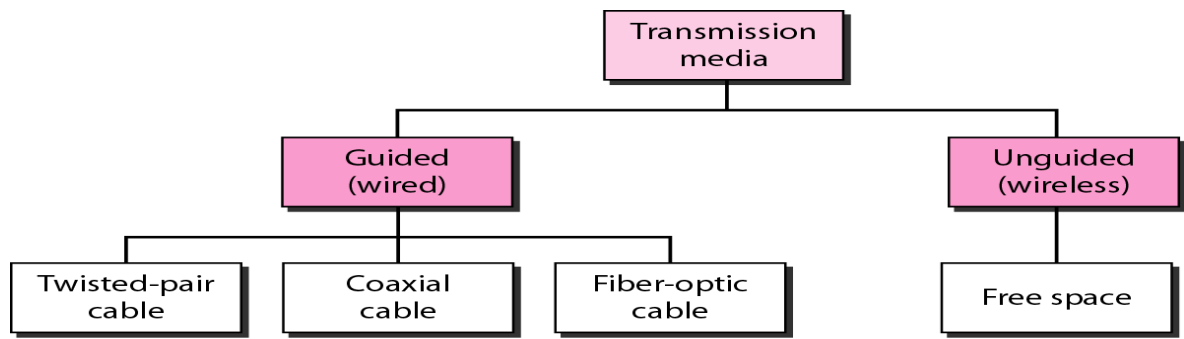 Transmission
media
Guided
(wired)
Unguided
(wireless)
Twisted-pair
cable
Coaxial
cable
Fiber-optic
cable
Free space